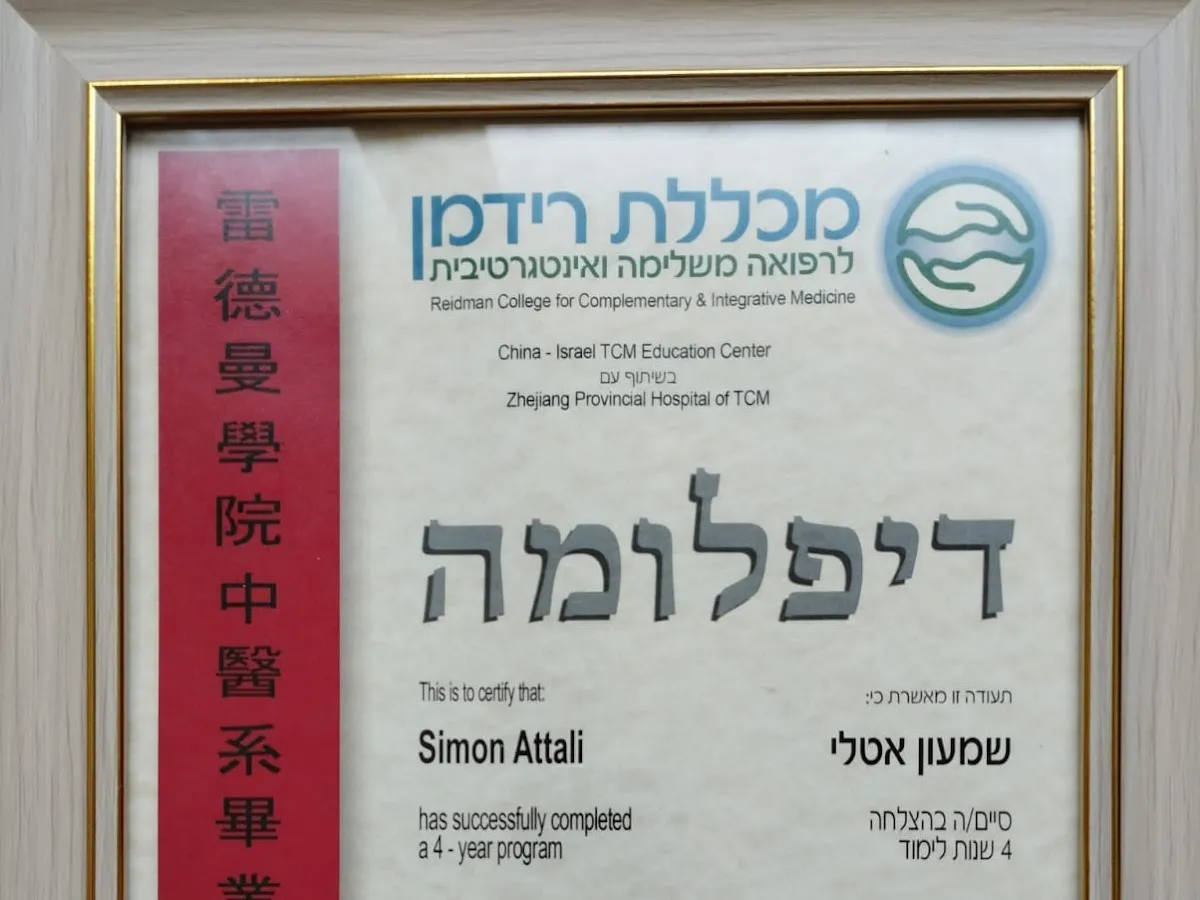 雷德曼學院中醫系畢業
מכללת רידמן
לרפואה משלימה ואינטגרטיבית
Reidman College for Complementary & Integrative Medicine
China - Israel TCM Education Center
בשיתוף עם
Zhejiang Provincial Hospital of TCM
דיפלומה
This is to certify that:
תעודה זו מאשרת כי:
Simon Attali
שמעון אטלי
has successfully completed
סיים/ה בהצלחה
a 4 - year program
4 שנות לימוד